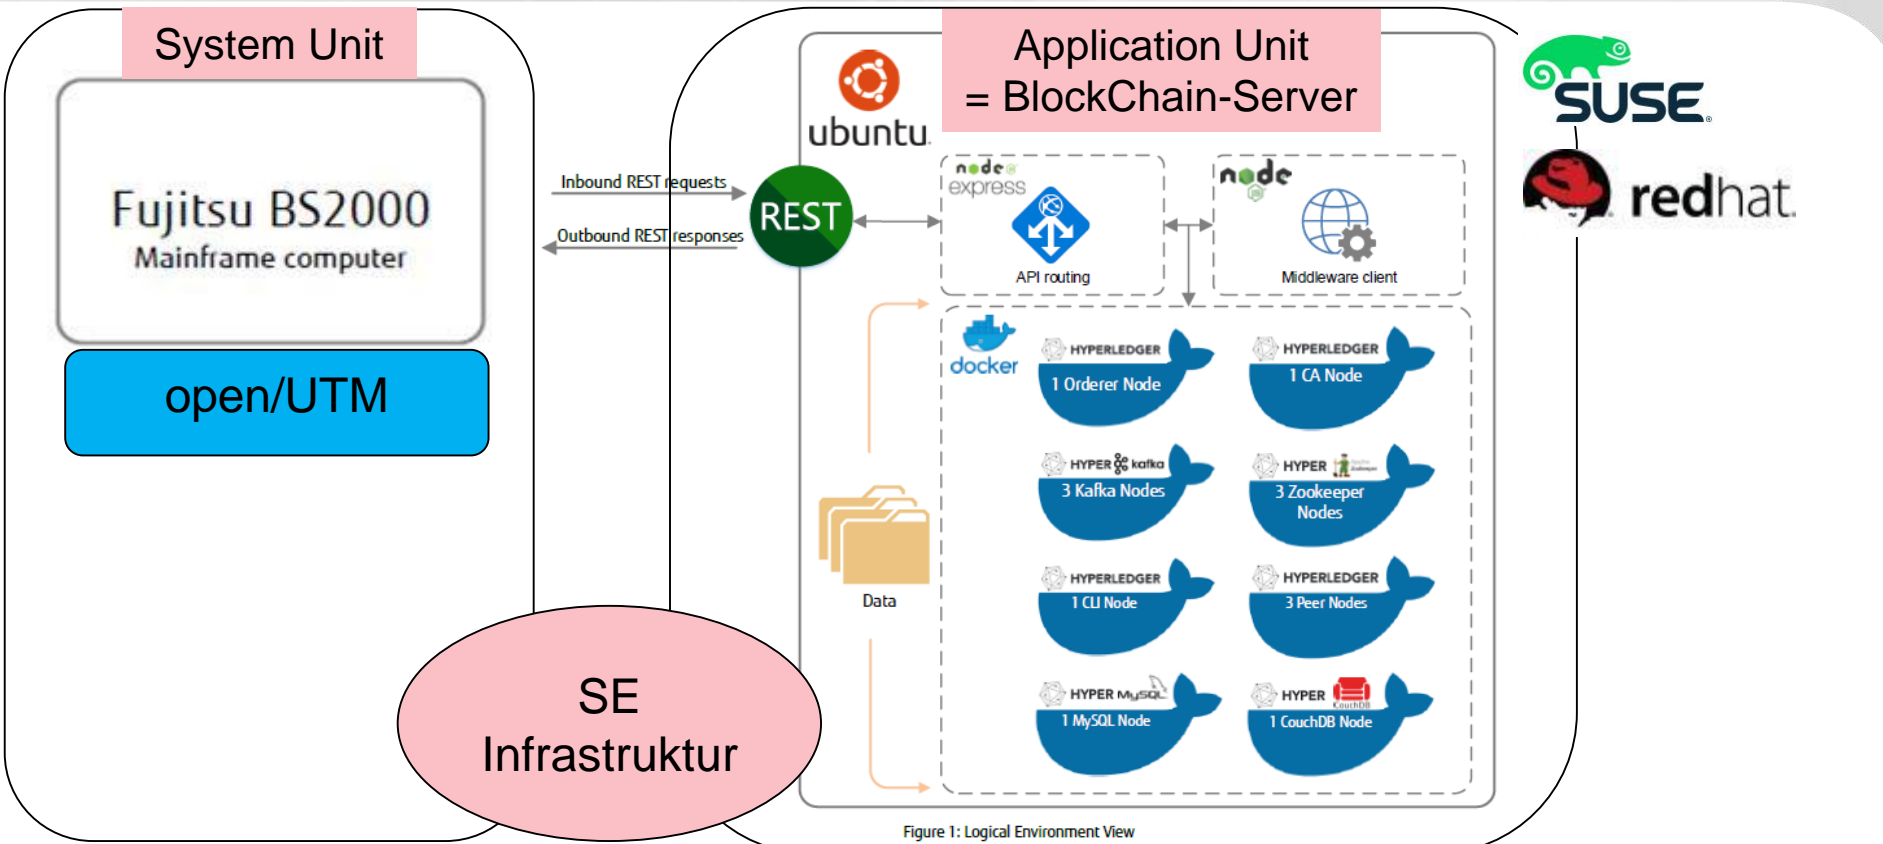 System Unit
Fujitsu BS2000
Mainframe computer
open/UTM
Inbound REST requests
Outbound REST responses
REST
SE
Infrastruktur
Application Unit
= BlockChain-Server
ubuntu
node
express
API routing
node
JS
Middleware client
docker
HYPERLEDGER
1 Orderer Node
HYPERLEDGER
1 CA Node
HYPER kafka
3 Kafka Nodes
HYPER
3 Zookeeper
Nodes
HYPERLEDGER
1 CLI Node
HYPERLEDGER
3 Peer Nodes
HYPER MySQL
1 MySQL Node
HYPER CouchDB
1 CouchDB Node
Data
Figure 1: Logical Environment View
SUSE
redhat.